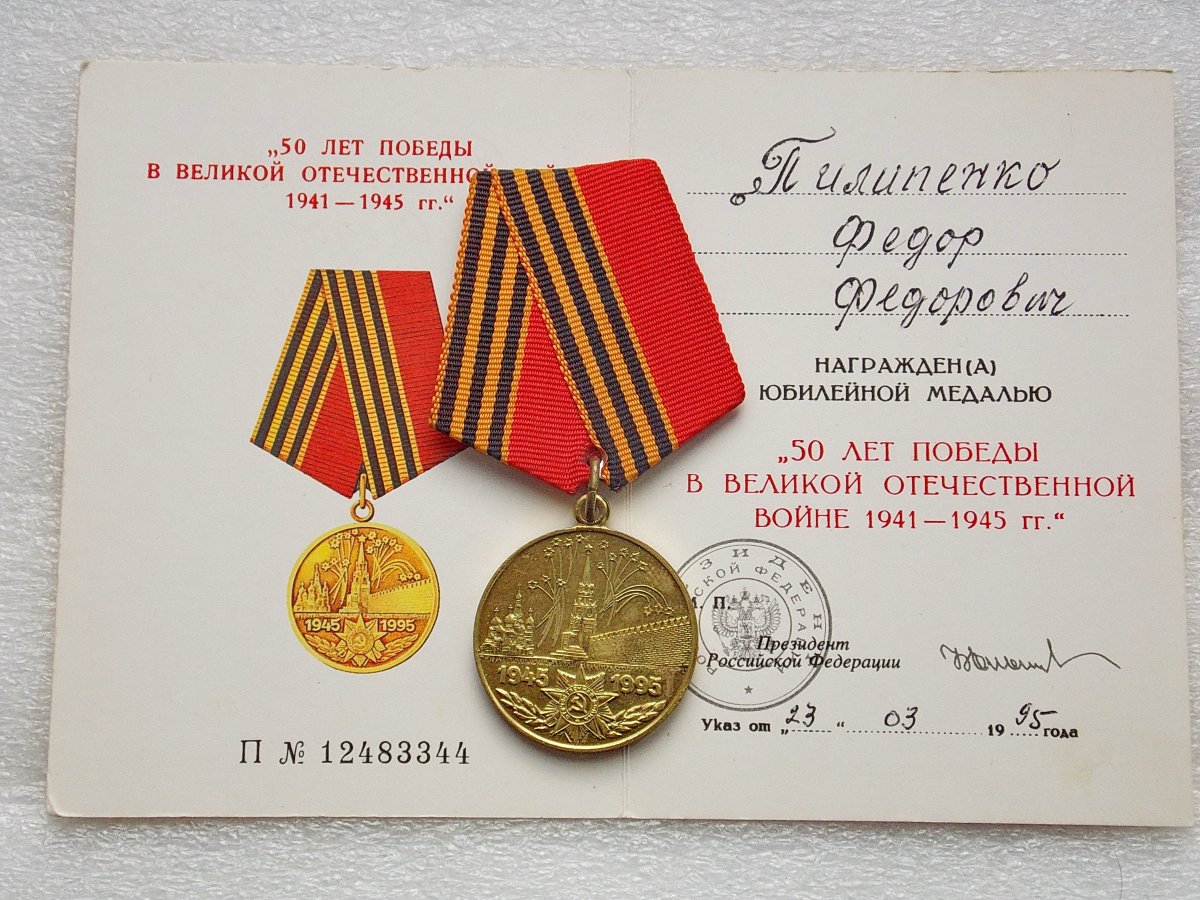 „50 ЛЕТ ПОБЕДЫ
В ВЕЛИКОЙ ОТЕЧЕСТВЕННОЙ
1941 — 1945 гг.“
1945 1995
П № 12483344
1945 1995
Пилипенко
Федор
Федорович
НАГРАЖДЕН(А)
ЮБИЛЕЙНОЙ МЕДАЛЬЮ
„50 ЛЕТ ПОБЕДЫ
В ВЕЛИКОЙ ОТЕЧЕСТВЕННОЙ
ВОЙНЕ 1941 — 1945 гг.“
М. П.
Президент
Российской Федерации
Указ от „23“ 03 1995 года